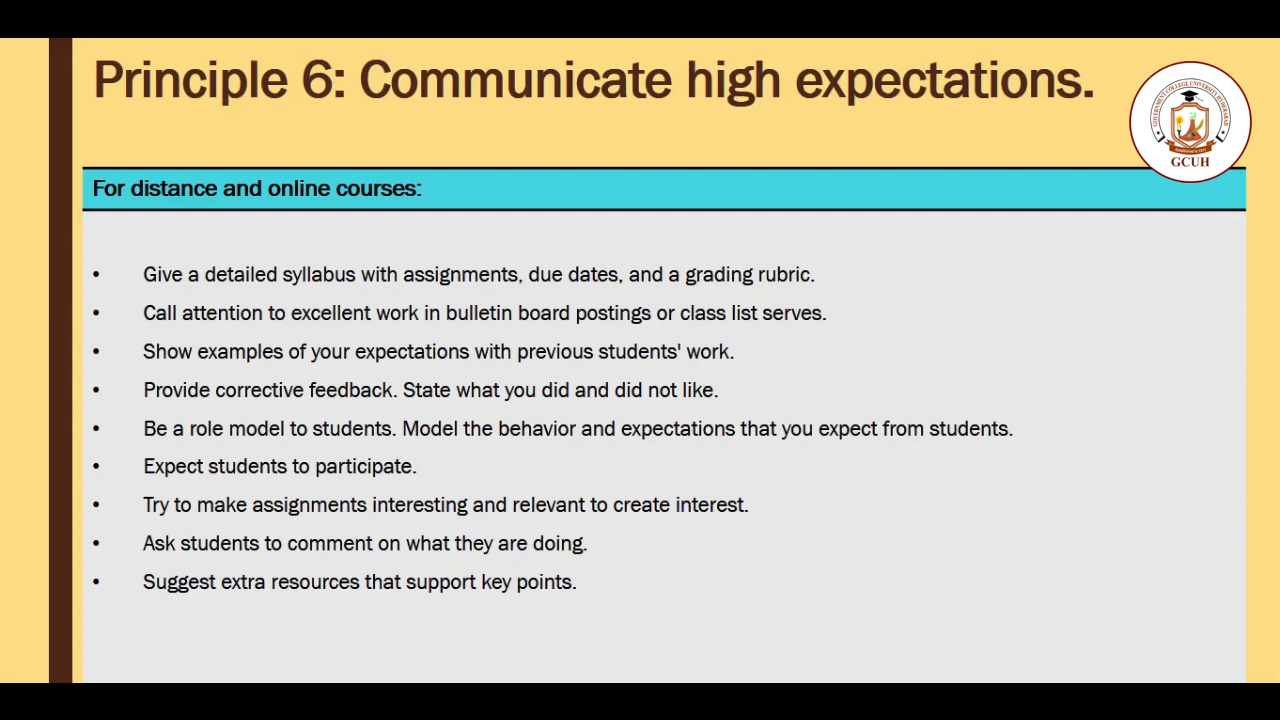 Principle 6: Communicate high expectations.
GOVERNMENT COLLEGE UNIVERSITY HYDERABAD
GCUH
For distance and online courses:
• Give a detailed syllabus with assignments, due dates, and a grading rubric.
• Call attention to excellent work in bulletin board postings or class list serves.
• Show examples of your expectations with previous students' work.
• Provide corrective feedback. State what you did and did not like.
• Be a role model to students. Model the behavior and expectations that you expect from students.
• Expect students to participate.
• Try to make assignments interesting and relevant to create interest.
• Ask students to comment on what they are doing.
• Suggest extra resources that support key points.